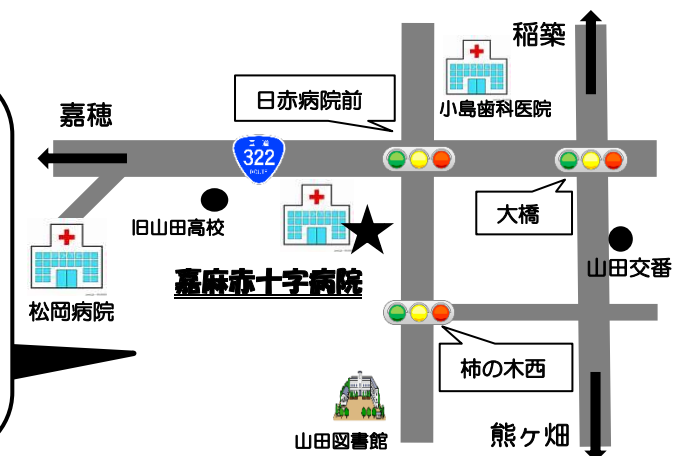 稲築
日赤病院前
小島歯科医院
嘉穂
322
大橋
旧山田高校
山田交番
嘉麻赤十字病院
松岡病院
柿の木西
熊ヶ畑
山田図書館